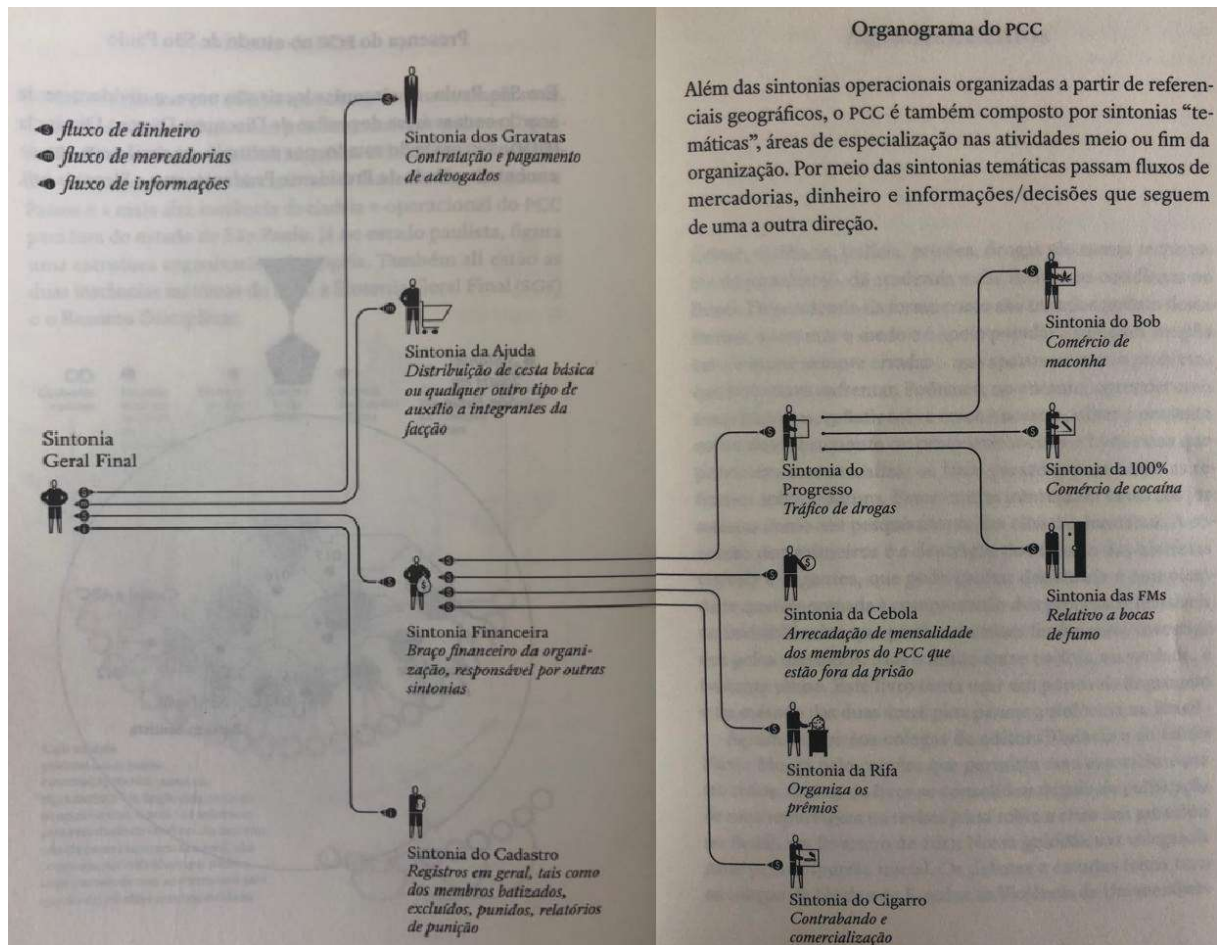 fluxo de dinheiro
fluxo de mercadorias
fluxo de informações
Sintonia dos Gravatas
Contratação e pagamento
de advogados
Sintonia da Ajuda
Distribuição de cesta básica
ou qualquer outro tipo de
auxílio a integrantes da
facção
Sintonia
Geral Final
Sintonia Financeira
Braço financeiro da organi-
zação, responsável por outras
sintonias
Sintonia do Cadastro
Registros em geral, tais como
dos membros batizados,
excluídos, punidos, relatórios
de punição
Organograma do PCC
Além das sintonias operacionais organizadas a partir de referen-
ciais geográficos, o PCC é também composto por sintonias “te-
máticas”, áreas de especialização nas atividades meio ou fim da
organização. Por meio das sintonias temáticas passam fluxos de
mercadorias, dinheiro e informações/decisões que seguem
de uma a outra direção.
Sintonia do Bob
Comércio de
maconha
Sintonia do
Progresso
Tráfico de drogas
Sintonia da 100%
Comércio de cocaína
Sintonia das FMs
Relativo a bocas
de fumo
Sintonia da Cebola
Arrecadação de mensalidade
dos membros do PCC que
estão fora da prisão
Sintonia da Rifa
Organiza os
prêmios
Sintonia do Cigarro
Contrabando e
comercialização